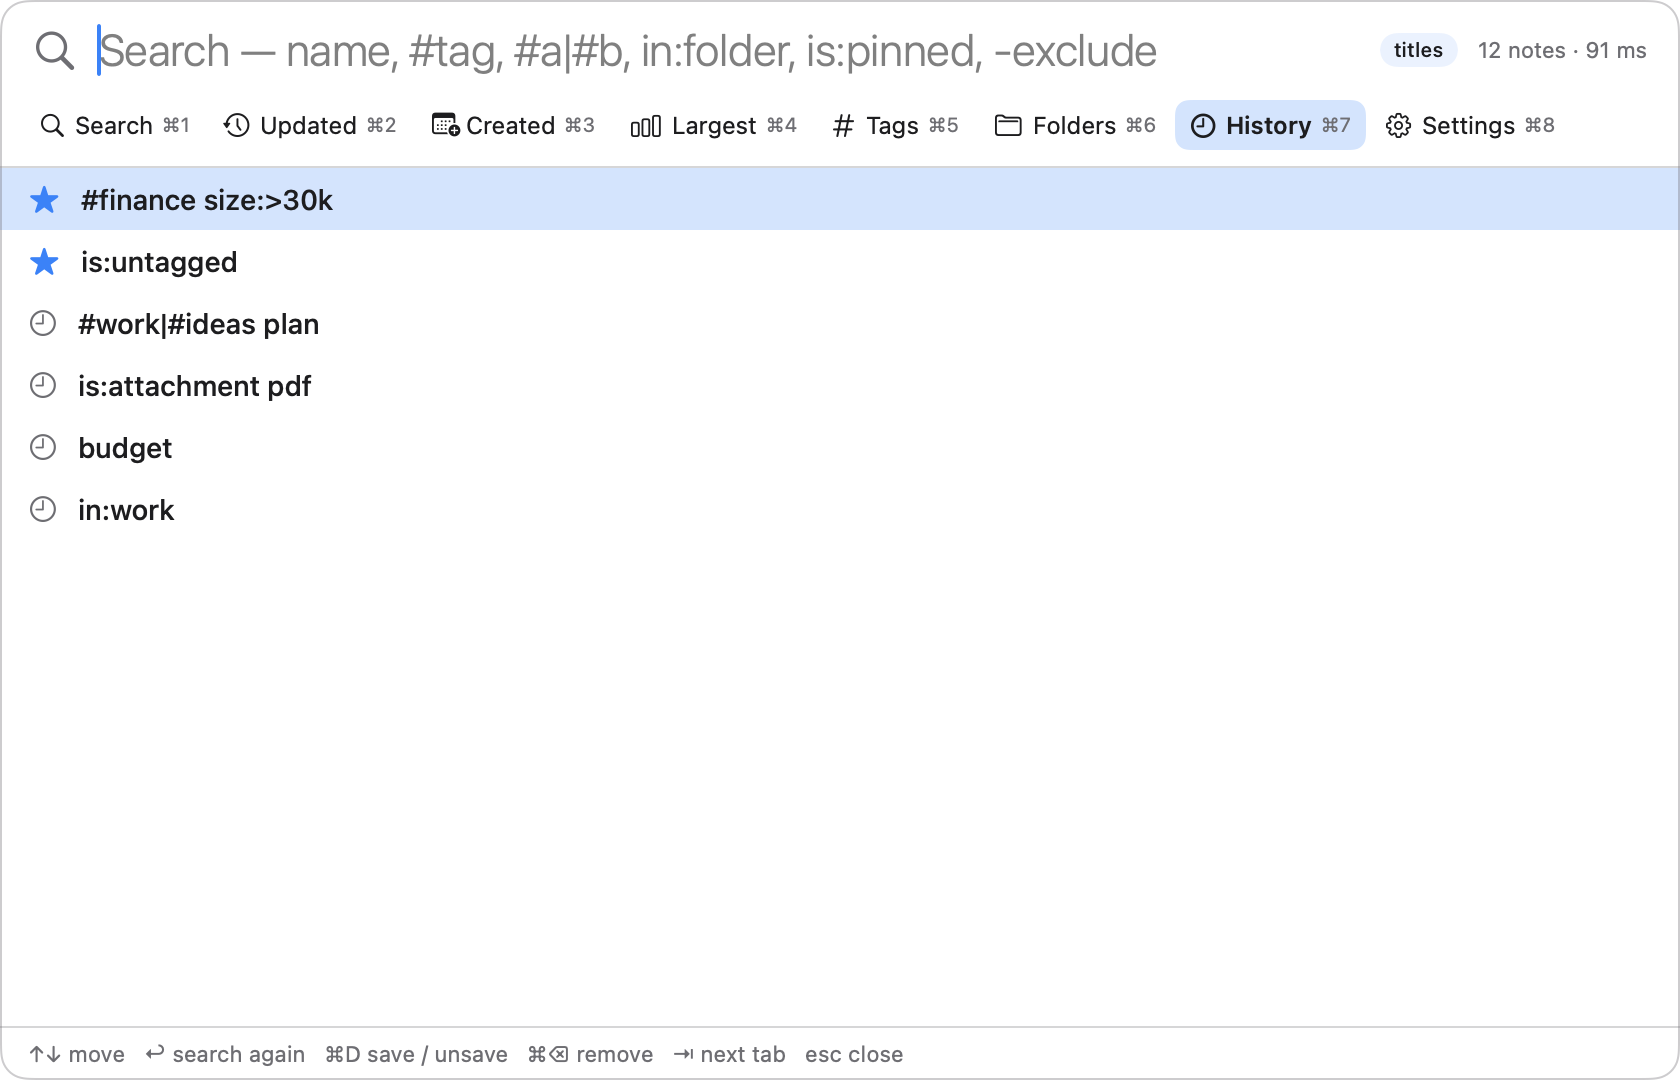 Search — name, #tag, #a|#b, in:folder, is:pinned, -exclude titles 12 notes · 91 ms
Search ⌘1 Updated ⌘2 Created ⌘3 Largest ⌘4 # Tags ⌘5 Folders ⌘6 History ⌘7 Settings ⌘8
#finance size:>30k
is:untagged
#work|#ideas plan
is:attachment pdf
budget
in:work
↑↓ move ↩ search again ⌘D save / unsave ⌘⌫ remove ⇥ next tab esc close